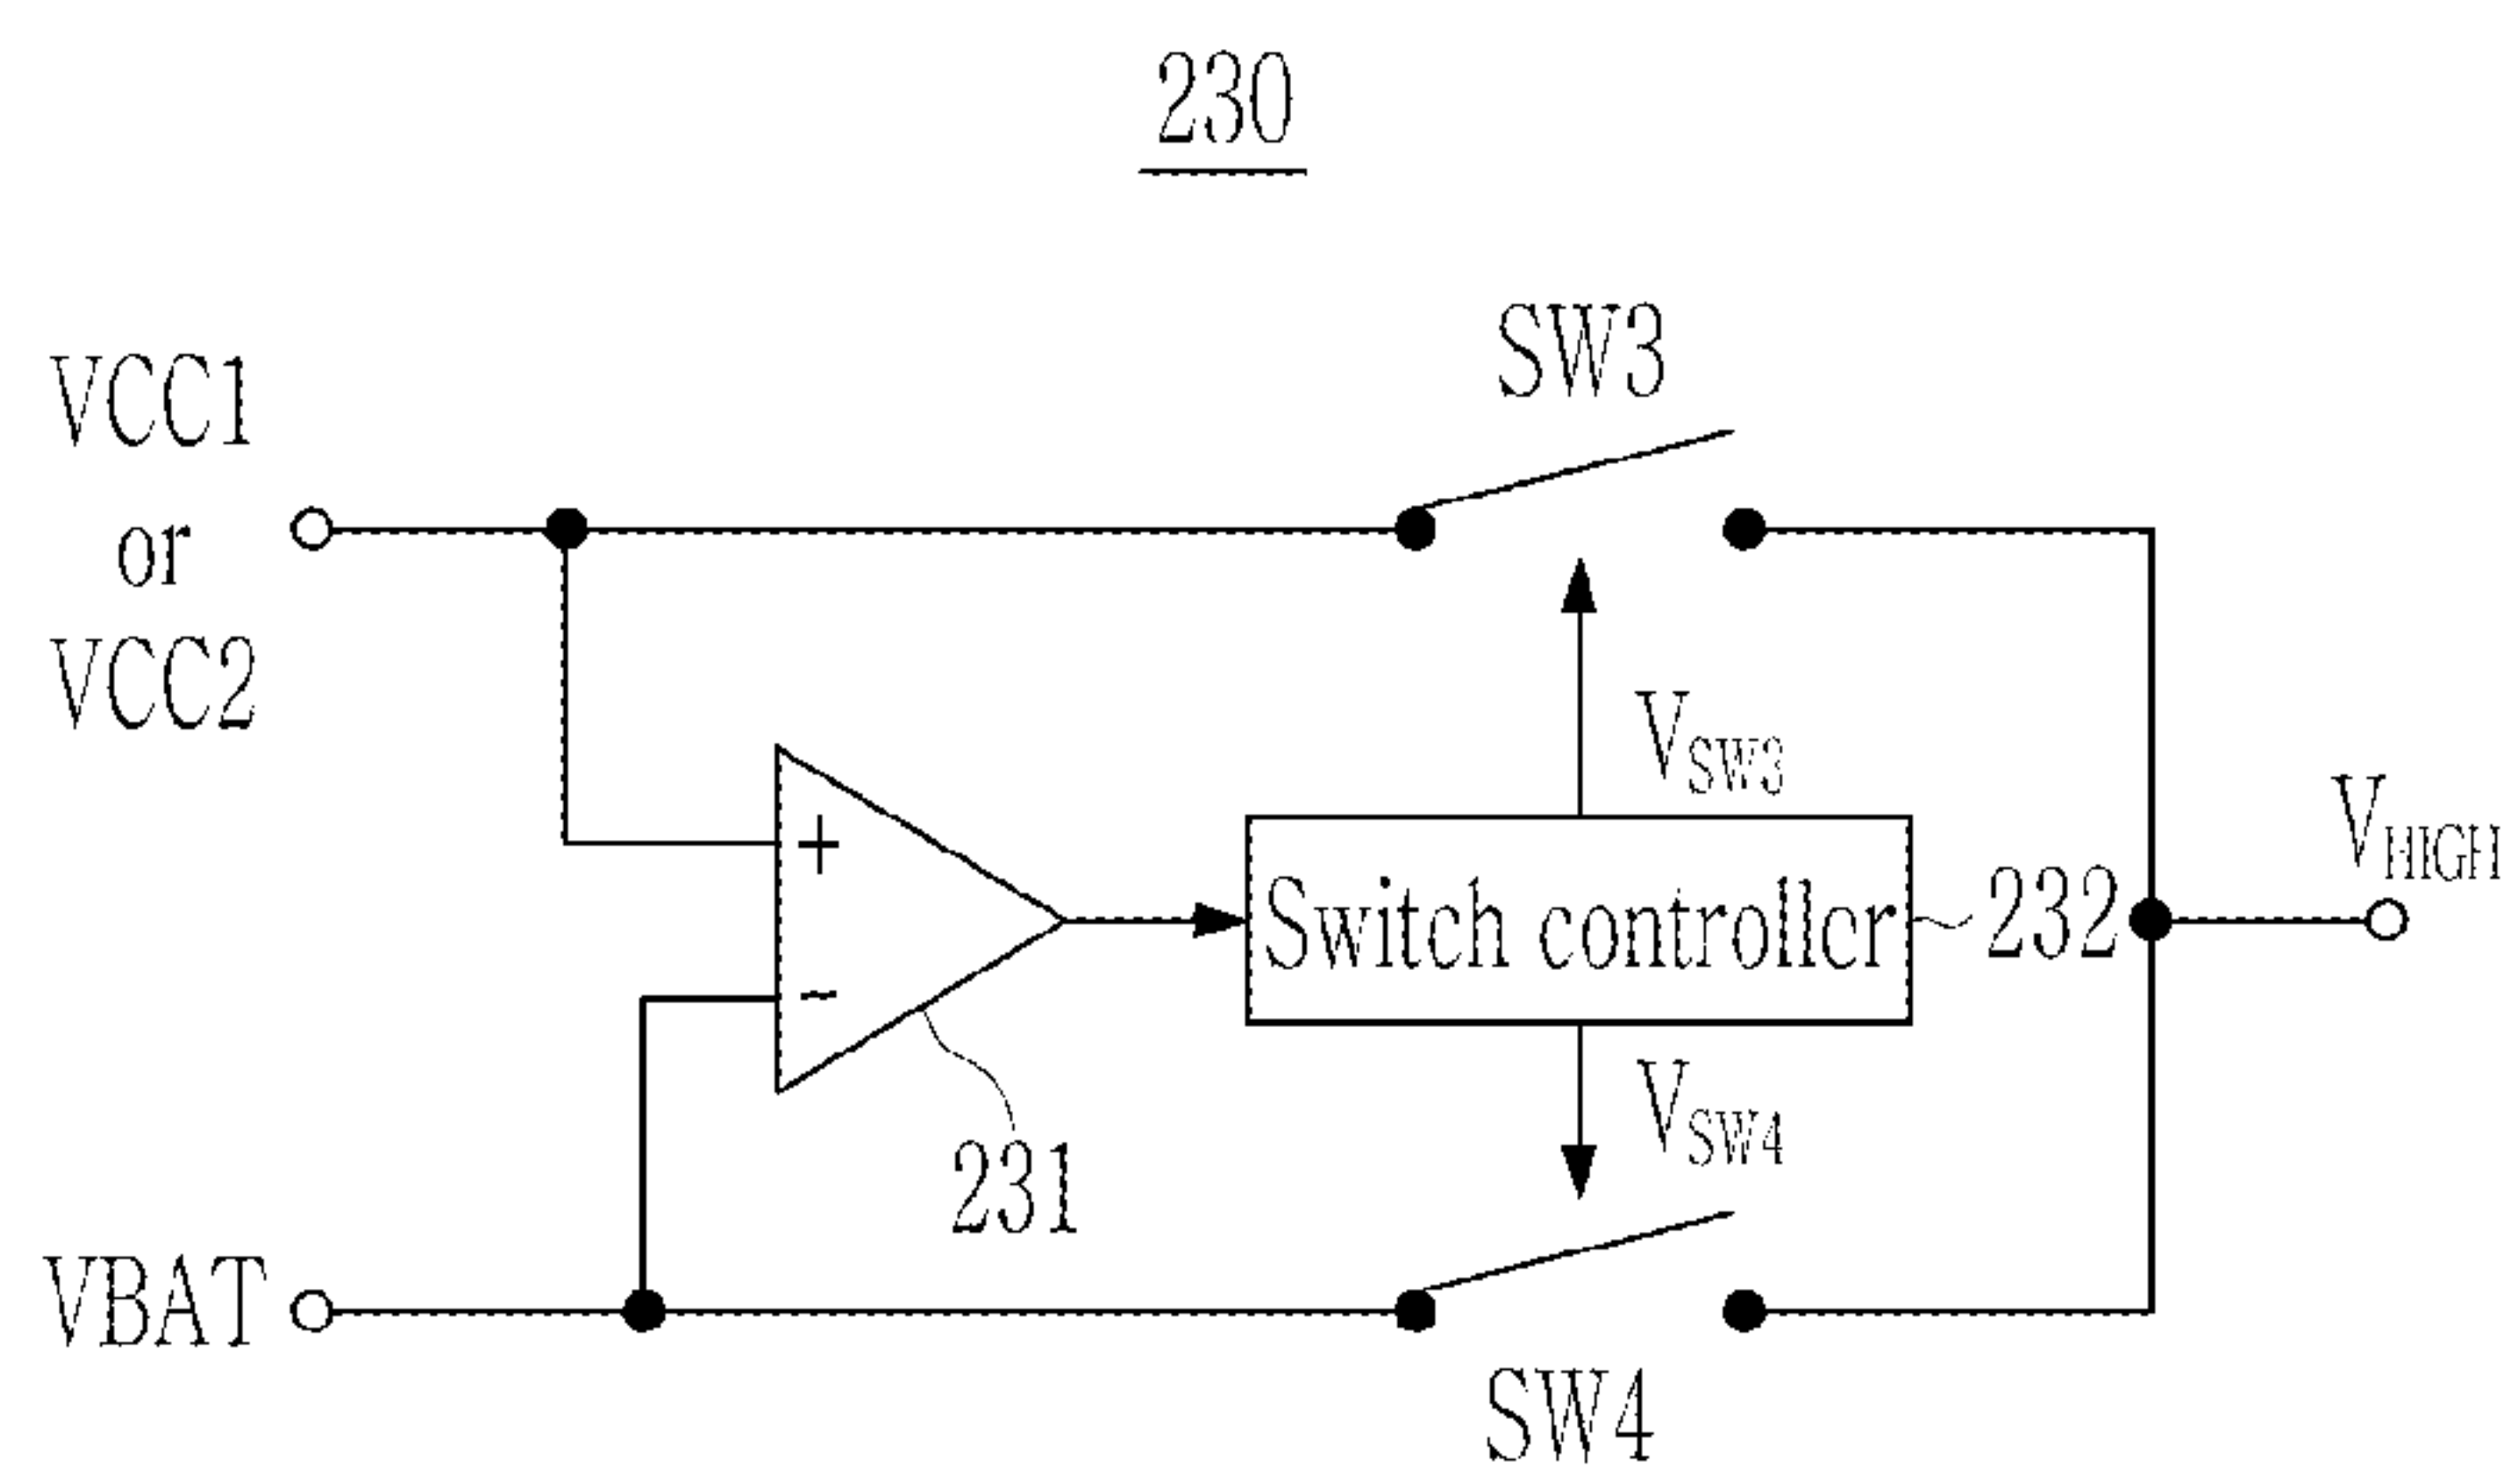 230
SW3
VCC1
or
VCC2
VSW3
VHIGH
+
Switch controller
232
-
VSW4
231
VBAT
SW4